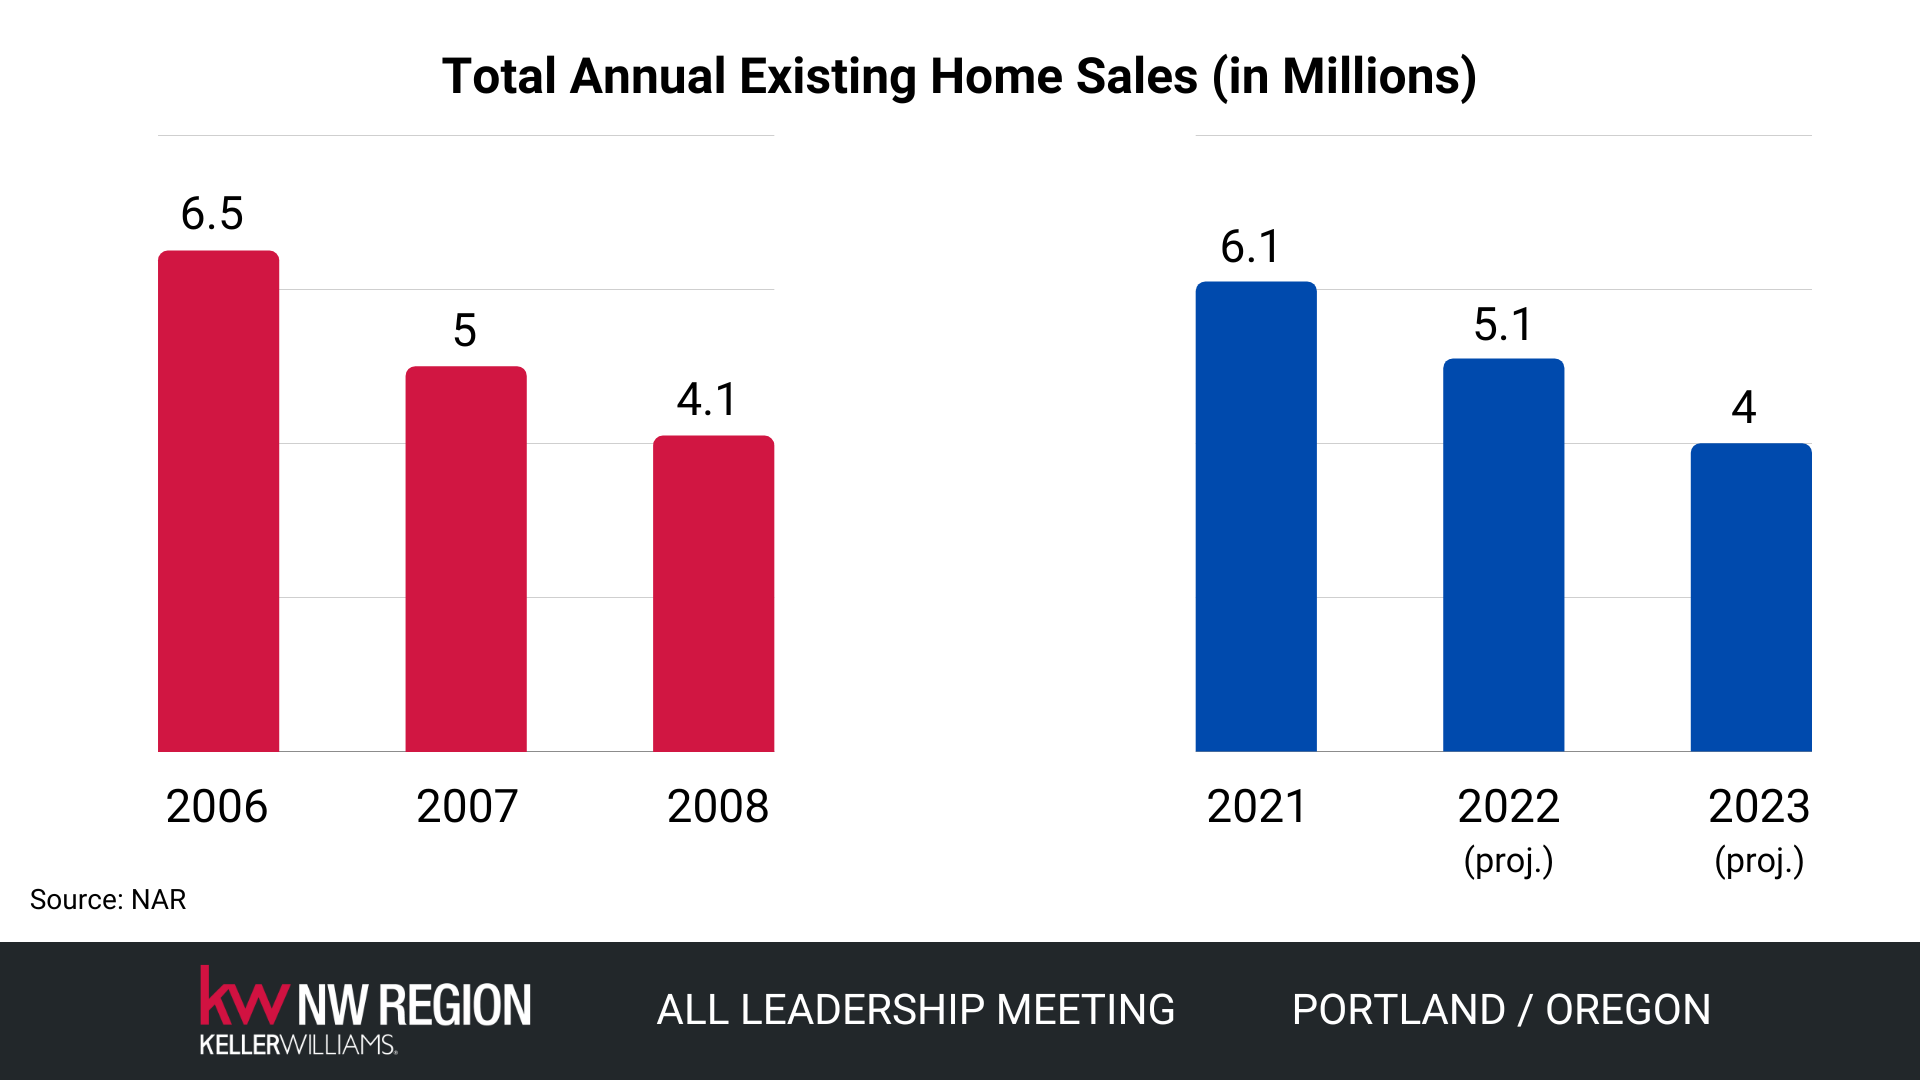 Total Annual Existing Home Sales (in Millions)
6.5
5
4.1
2006
2007
2008
6.1
5.1
4
2021
2022
(proj.)
2023
(proj.)
Source: NAR
kw NW REGION
KELLERWILLIAMS®
ALL LEADERSHIP MEETING
PORTLAND / OREGON